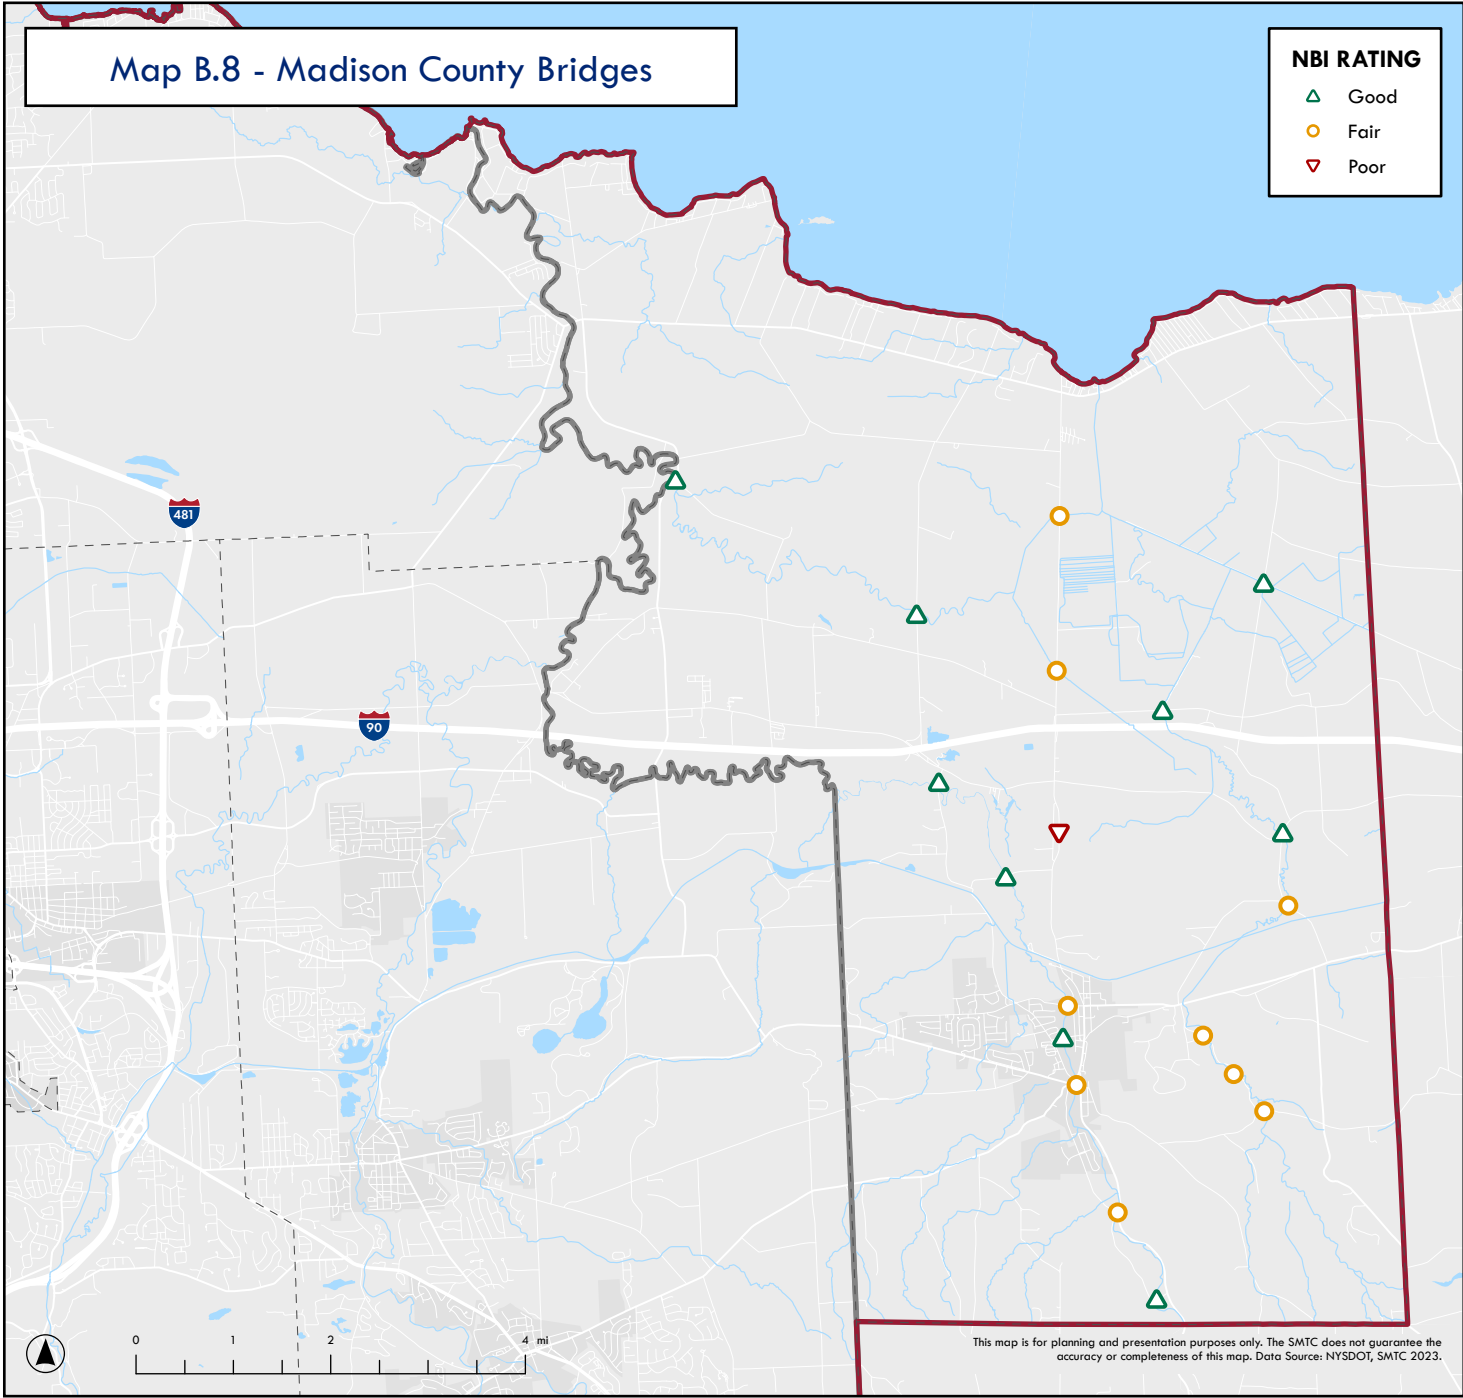 Map B.8 - Madison County Bridges
NBI RATING
Good
Fair
Poor
481
90
0 1 2 4 mi
This map is for planning and presentation purposes only. The SMTC does not guarantee the
accuracy or completeness of this map. Data Source: NYSDOT, SMTC 2023.